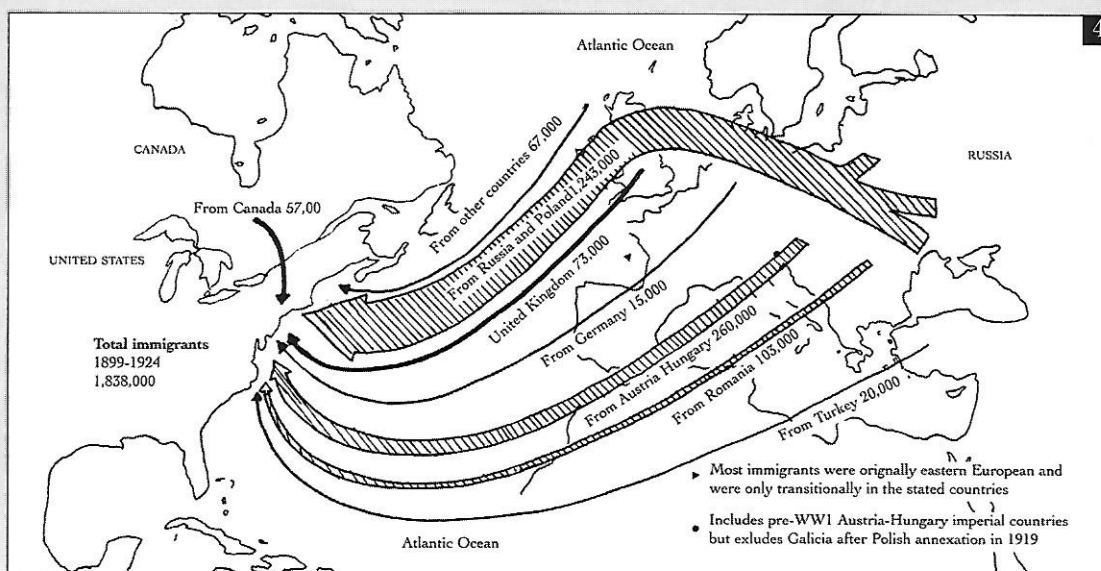 4
Atlantic Ocean
CANADA
RUSSIA
From other countries 67,000
From Russia and Poland1,243,000
From Canada 57,00
UNITED STATES
United Kingdom 73,000
From Germany 15,000
From Austria Hungary 260,000
From Romania 103,000
From Turkey 20,000
Total immigrants
1899-1924
1,838,000
Most immigrants were orignally eastern European and
were only transitionally in the stated countries
Includes pre-WW1 Austria-Hungary imperial countries
but exludes Galicia after Polish annexation in 1919
Atlantic Ocean